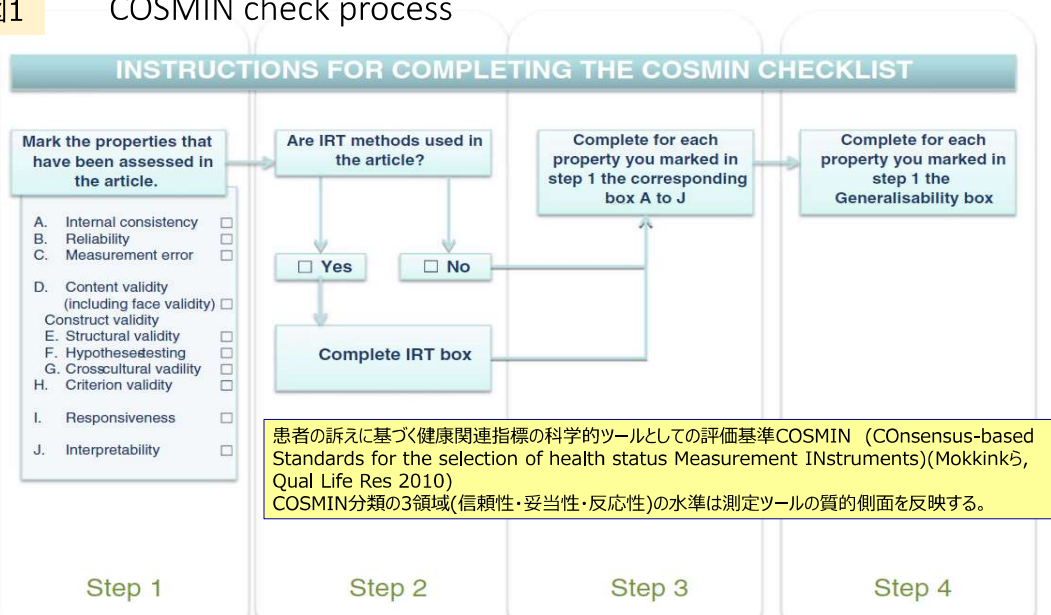 図1
COSMIN check process
INSTRUCTIONS FOR COMPLETING THE COSMIN CHECKLIST
Mark the properties that
have been assessed in
the article.
A. Internal consistency □
B. Reliability □
C. Measurement error □
D. Content validity
(including face validity) □
Construct validity
E. Structural validity □
F. Hypothesestesting □
G. Crosscultural vadility □
H. Criterion validity □
I. Responsiveness □
J. Interpretability □
Are IRT methods used in
the article?
□ Yes
□ No
Complete IRT box
Complete for each
property you marked in
step 1 the corresponding
box A to J
Complete for each
property you marked in
step 1 the
Generalisability box
患者の訴えに基づく健康関連指標の科学的ツールとしての評価基準COSMIN (COnsensus-based
Standards for the selection of health status Measurement INstruments)(Mokkinkら,
Qual Life Res 2010)
COSMIN分類の3領域(信頼性・妥当性・反応性)の水準は測定ツールの質的側面を反映する。
Step 1
Step 2
Step 3
Step 4